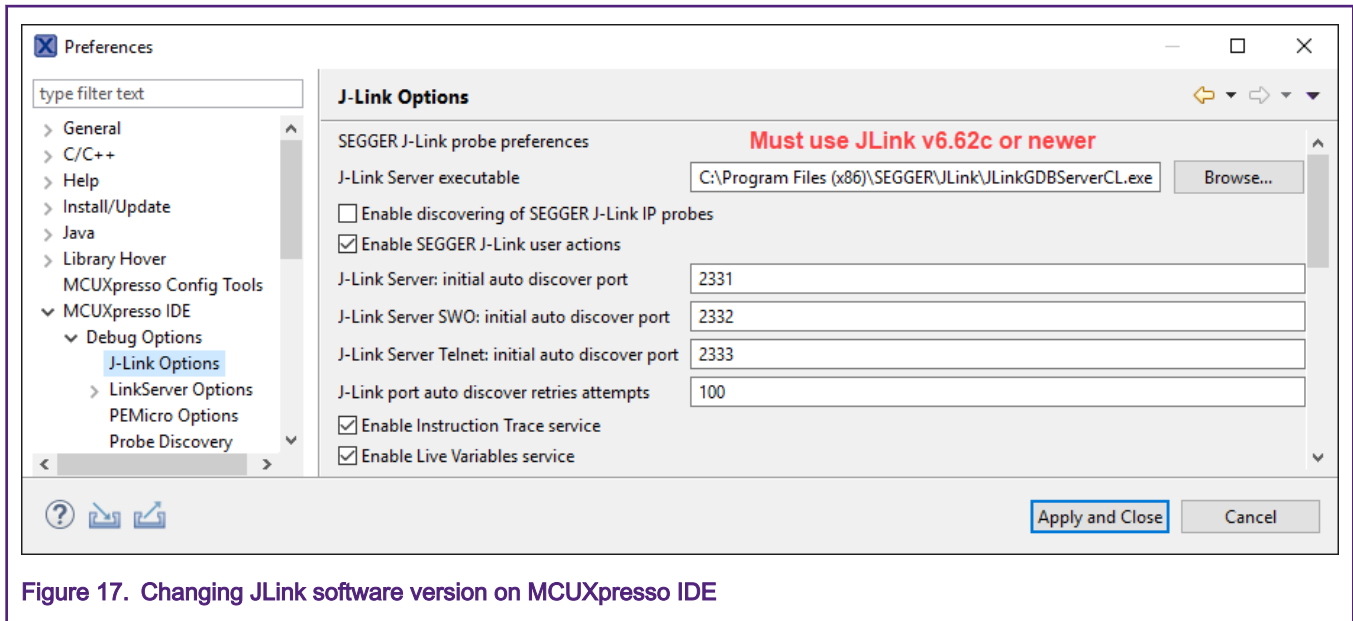 Preferences
type filter text
General
C/C++
Help
Install/Update
Java
Library Hover
MCUXpresso Config Tools
MCUXpresso IDE
Debug Options
J-Link Options
LinkServer Options
PEMicro Options
Probe Discovery
J-Link Options
SEGGER J-Link probe preferences
Must use JLink v6.62c or newer
J-Link Server executable C:\Program Files (x86)\SEGGER\JLink\JLinkGDBServerCL.exe Browse...
Enable discovering of SEGGER J-Link IP probes
Enable SEGGER J-Link user actions
J-Link Server: initial auto discover port 2331
J-Link Server SWO: initial auto discover port 2332
J-Link Server Telnet: initial auto discover port 2333
J-Link port auto discover retries attempts 100
Enable Instruction Trace service
Enable Live Variables service
Apply and Close Cancel
Figure 17. Changing JLink software version on MCUXpresso IDE